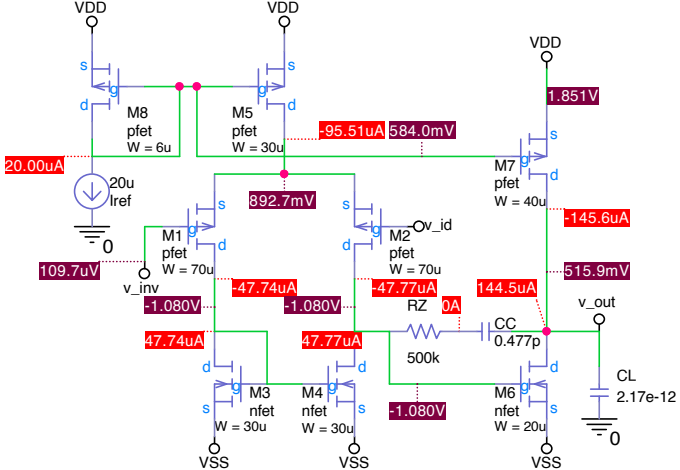 VDD
VDD
VDD
s
g
d
M8
pfet
W = 6u
s
g
d
M5
pfet
W = 30u
1.851V
-95.51uA
584.0mV
20.00uA
20u
Iref
0
s
g
d
M7
pfet
W = 40u
892.7mV
-145.6uA
s
g
d
M1
pfet
W = 70u
s
g
d
M2
pfet
W = 70u
v_id
109.7uV
v_inv
515.9mV
-47.74uA
-47.77uA
-1.080V
-1.080V
RZ
500k
0A
CC
0.477p
144.5uA
v_out
47.74uA
47.77uA
d
g
s
M3
nfet
W = 30u
d
g
s
M4
nfet
W = 30u
-1.080V
d
g
s
M6
nfet
W = 20u
CL
2.17e-12
0
VSS
VSS
VSS